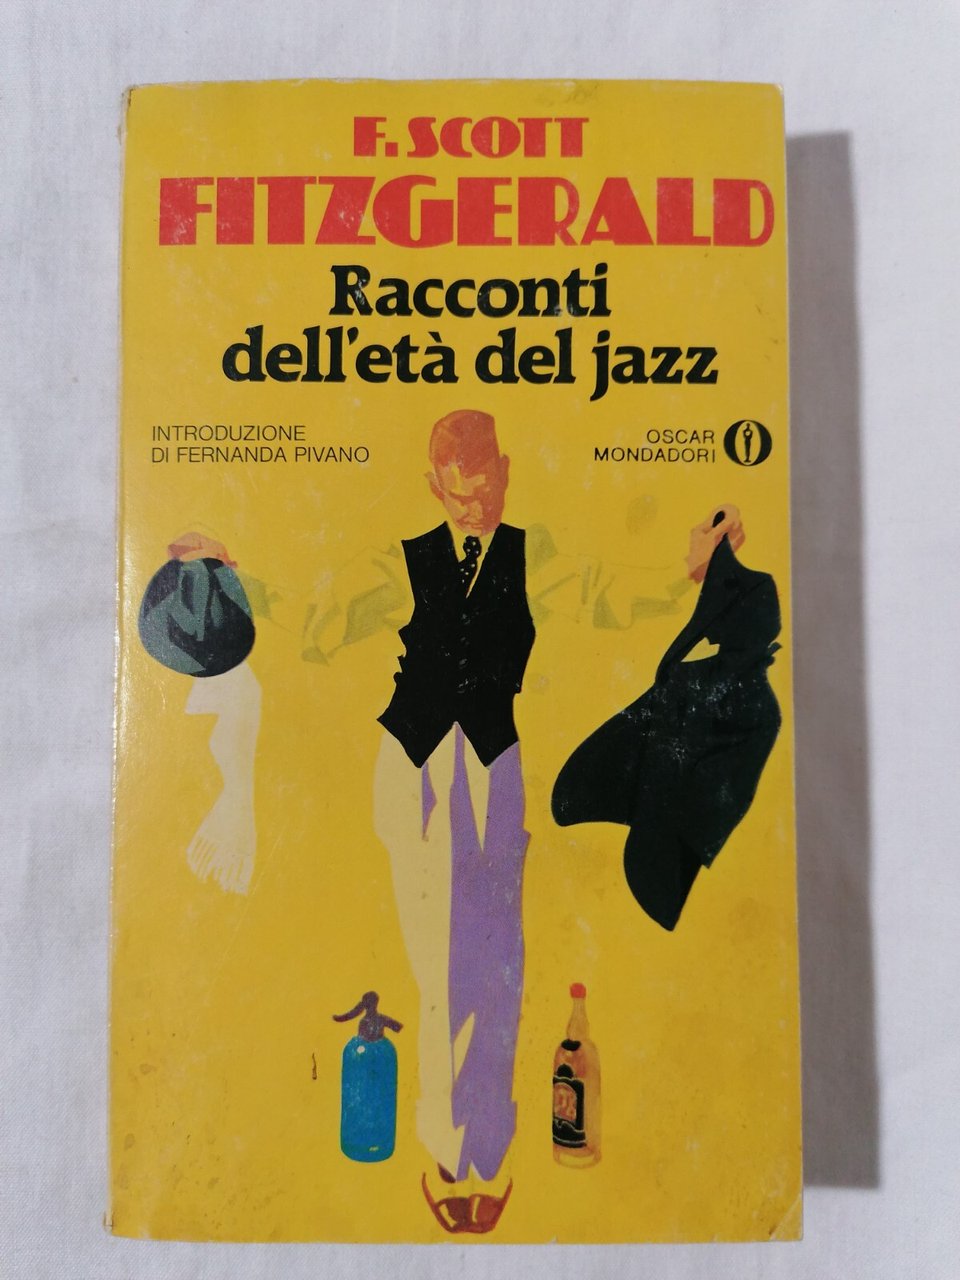 F. SCOTT
FITZGERALD
Racconti
dell'età del jazz
INTRODUZIONE
DI FERNANDA PIVANO
OSCAR
MONDADORI